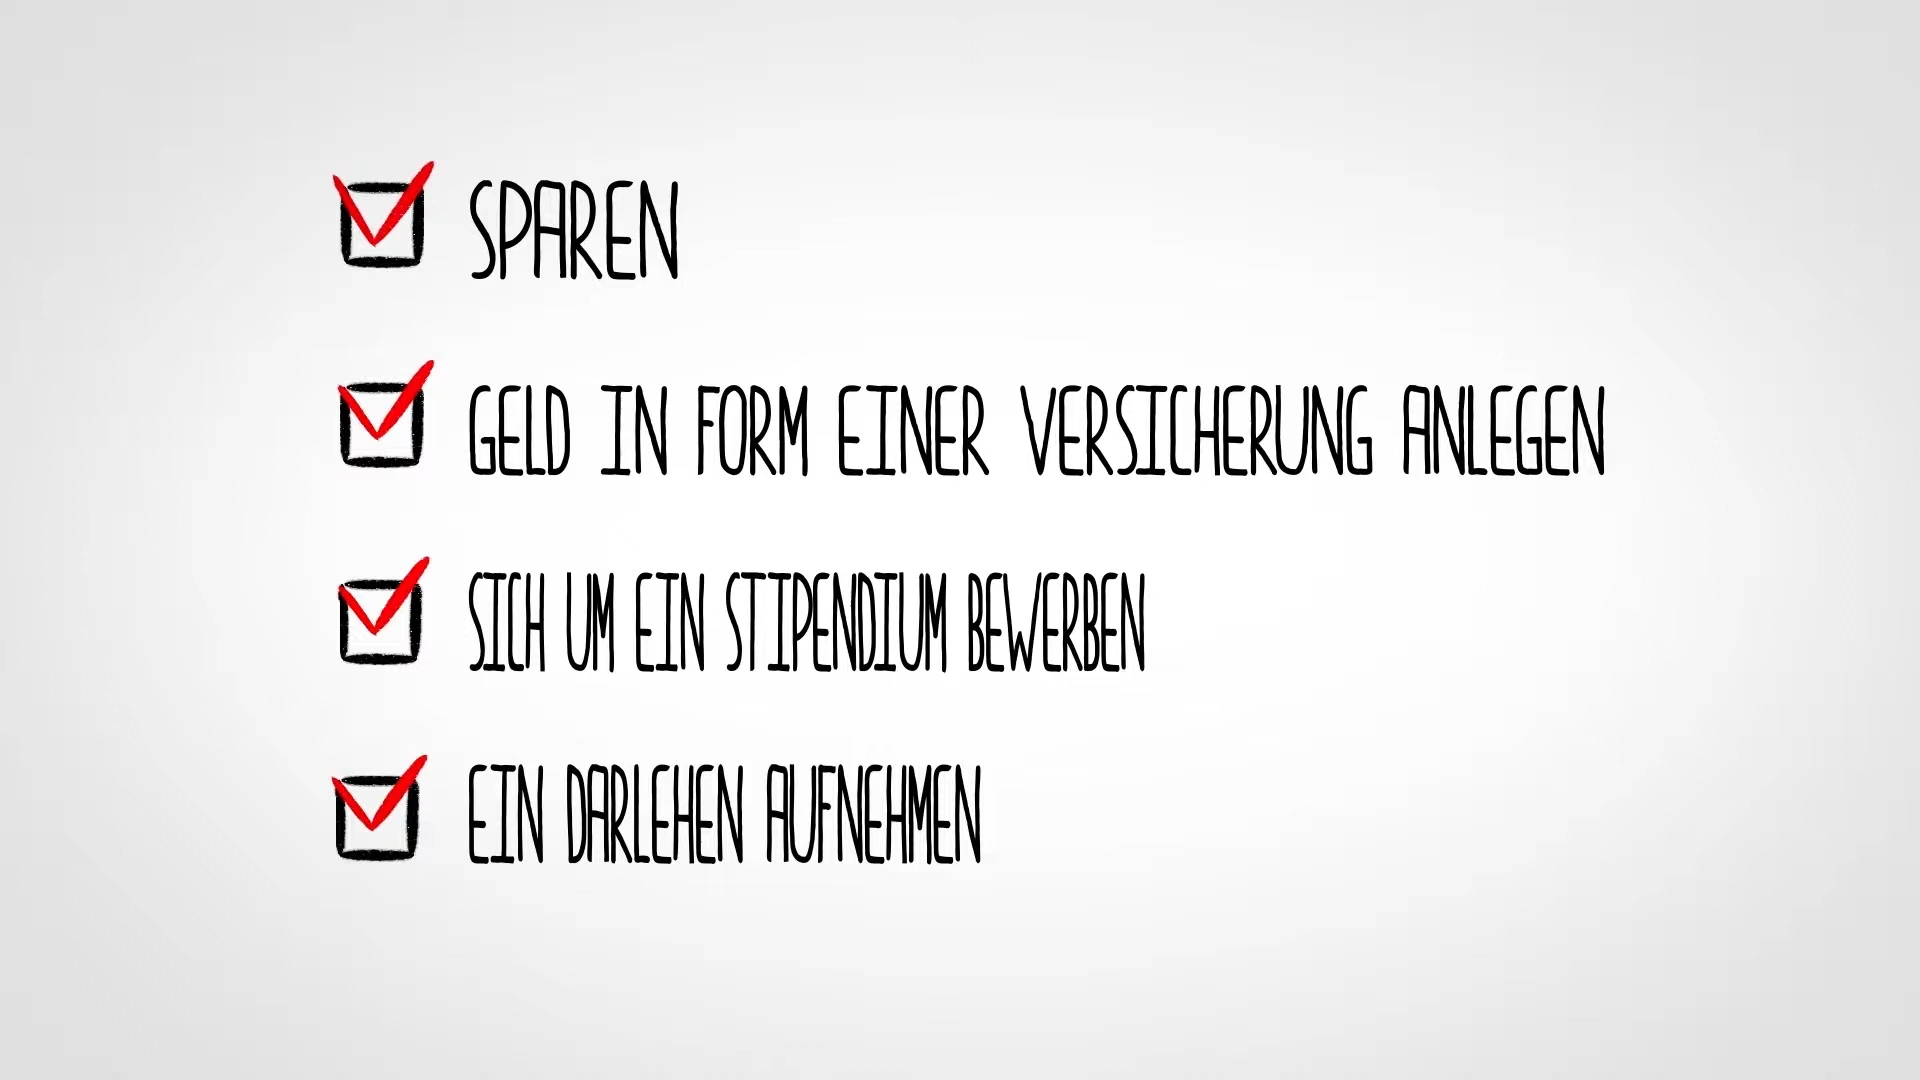 SPAREN
GELD IN FORM EINER VERSICHERUNG ANLEGEN
SICH UM EIN STIPENDIUM BEWERBEN
EIN DARLEHEN AUFNEHMEN